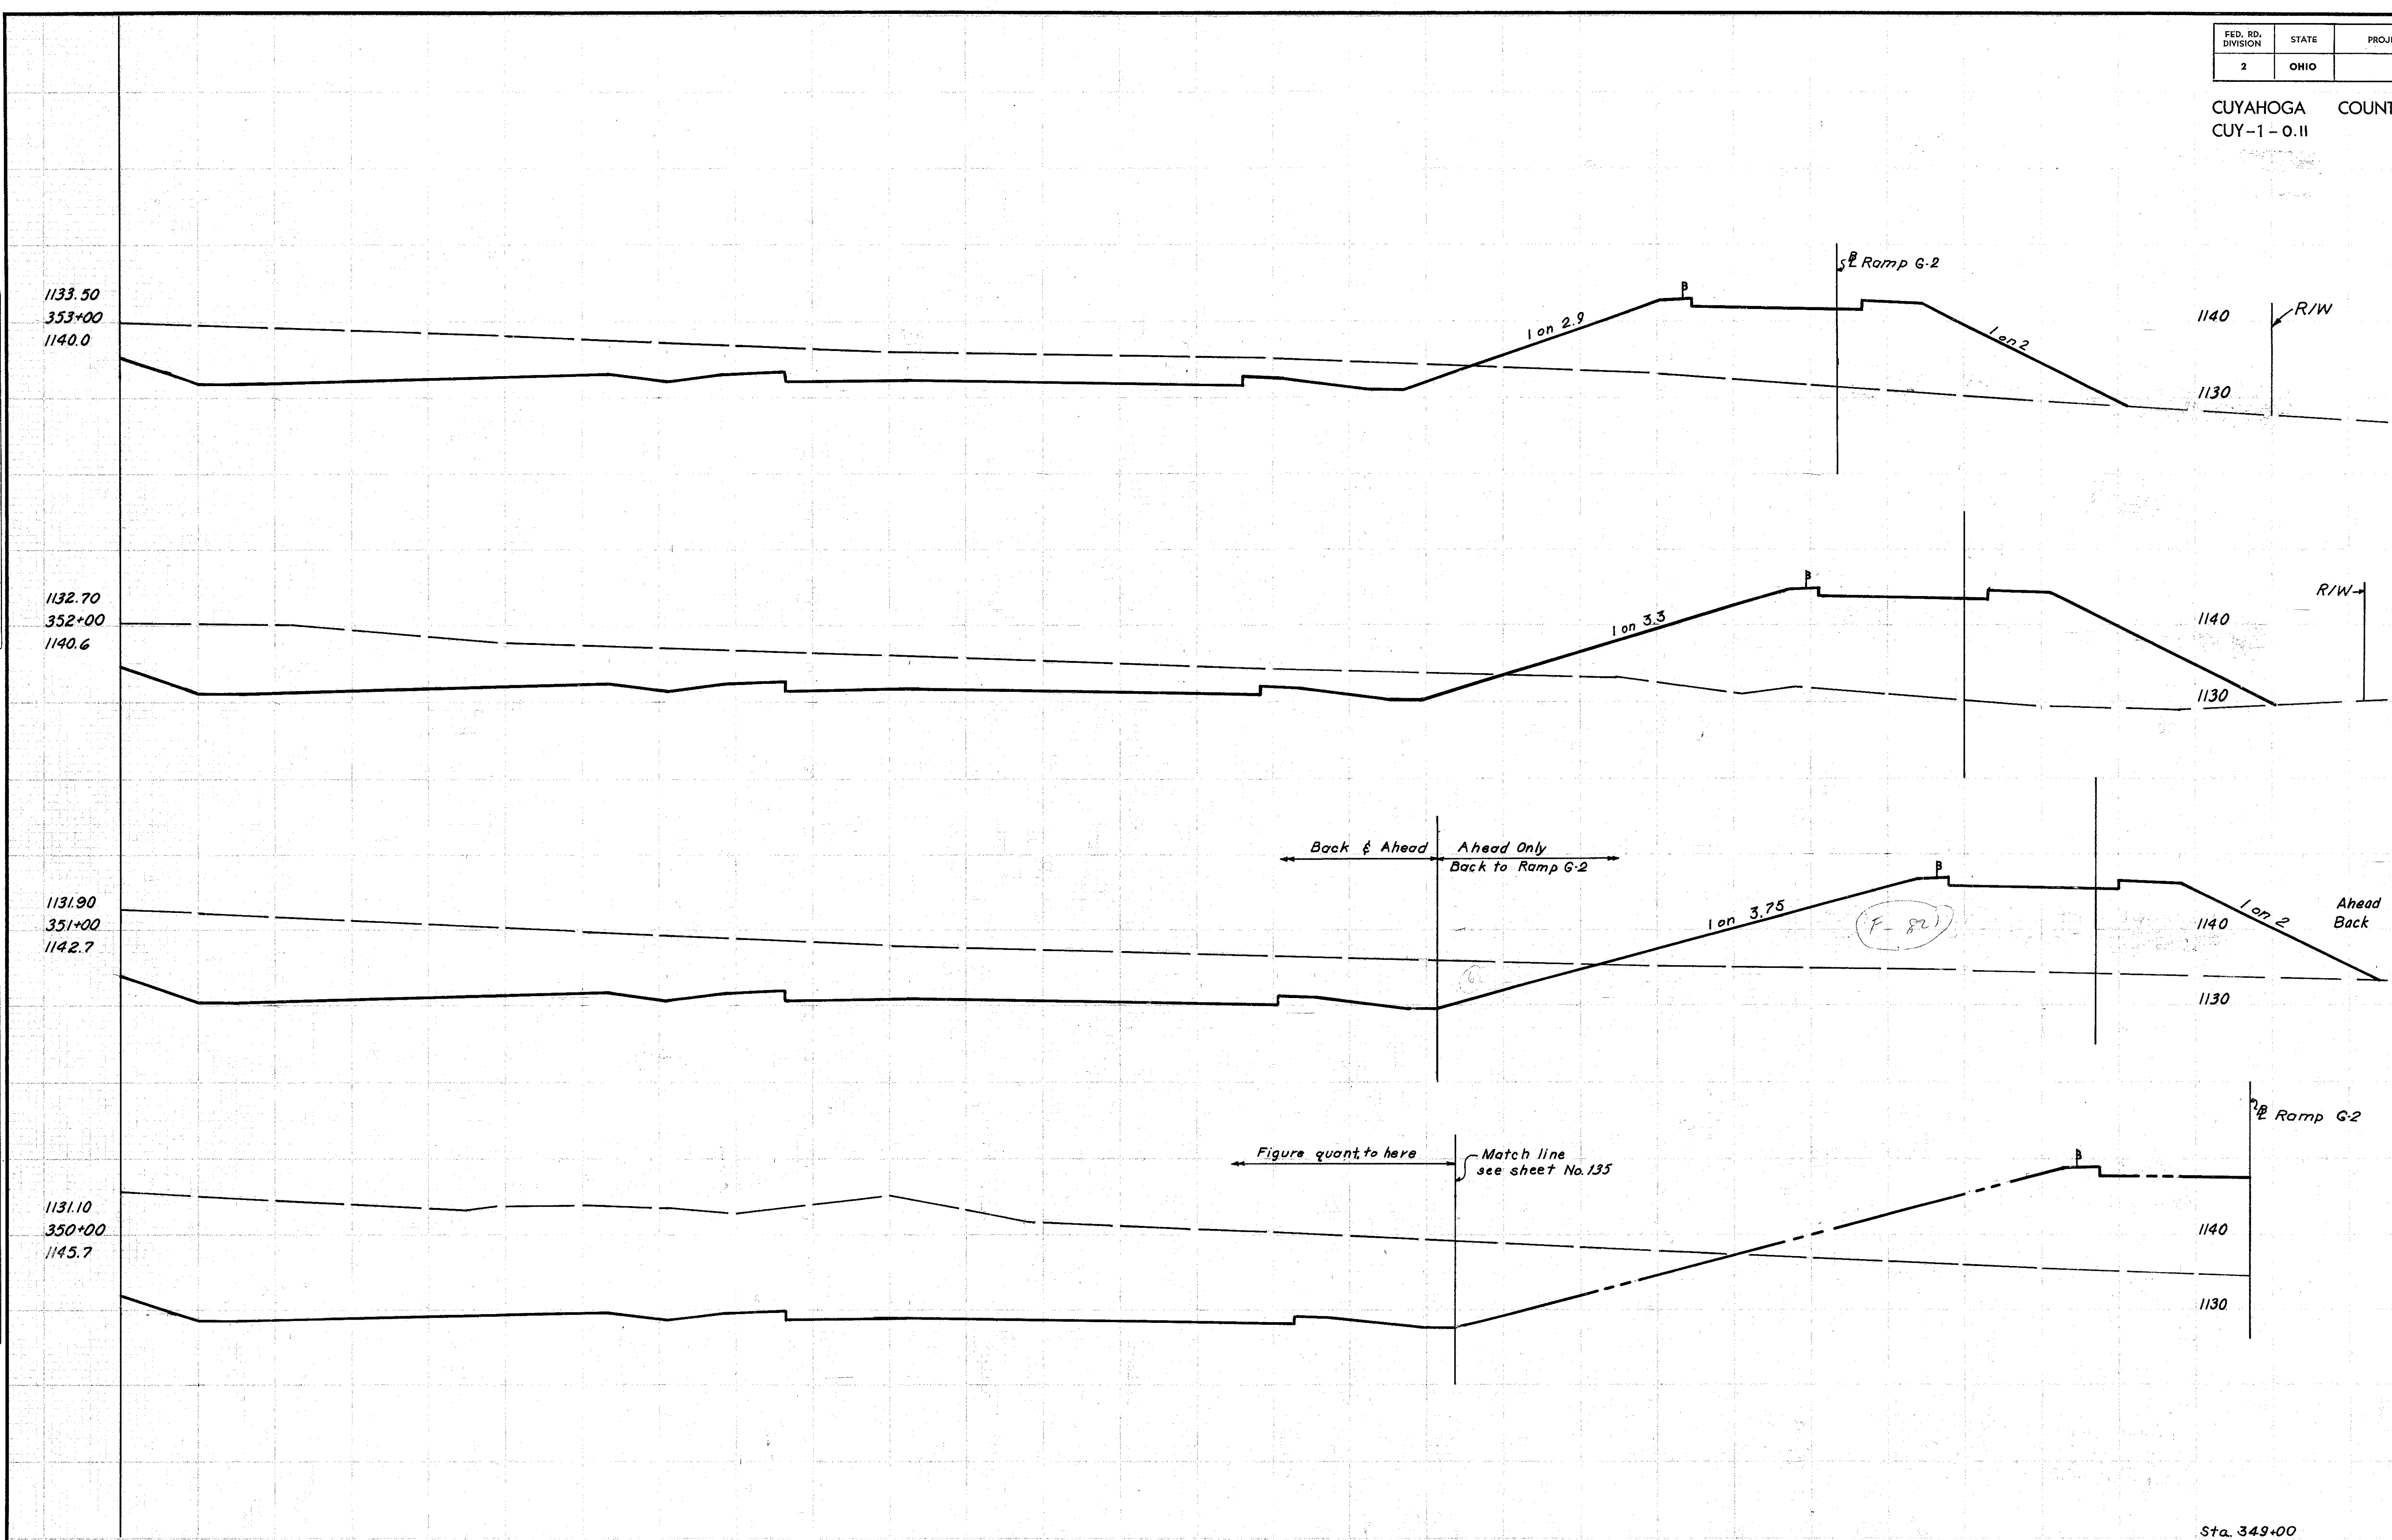 FED. RD. DIVISION STATE
2 OHIO
CUYAHOGA
CUY-1-0.11
℄ Ramp G-2
1133.50
353+00
1140.0
1 on 2.9
1 on 2
1140
R/W
1130
1132.70
352+00
1140.6
1 on 3.3
1140
R/W
1130
Back & Ahead
Ahead Only
Back to Ramp G-2
1131.90
351+00
1142.7
1 on 3.75
F-821
1 on 2
1140
Ahead
Back
1130
℄ Ramp G-2
Figure quant. to here
Match line
see sheet No. 135
1131.10
350+00
1145.7
1140
1130
Sta. 349+00